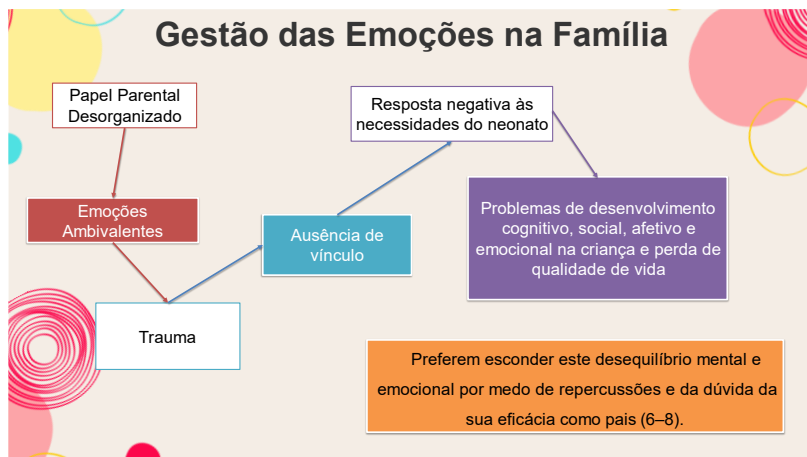 Gestão das Emoções na Família
Papel Parental
Desorganizado
Emoções
Ambivalentes
Trauma
Ausência de
vínculo
Resposta negativa às
necessidades do neonato
Problemas de desenvolvimento
cognitivo, social, afetivo e
emocional na criança e perda de
qualidade de vida
Preferem esconder este desequilíbrio mental e
emocional por medo de repercussões e da dúvida da
sua eficácia como pais (6–8).